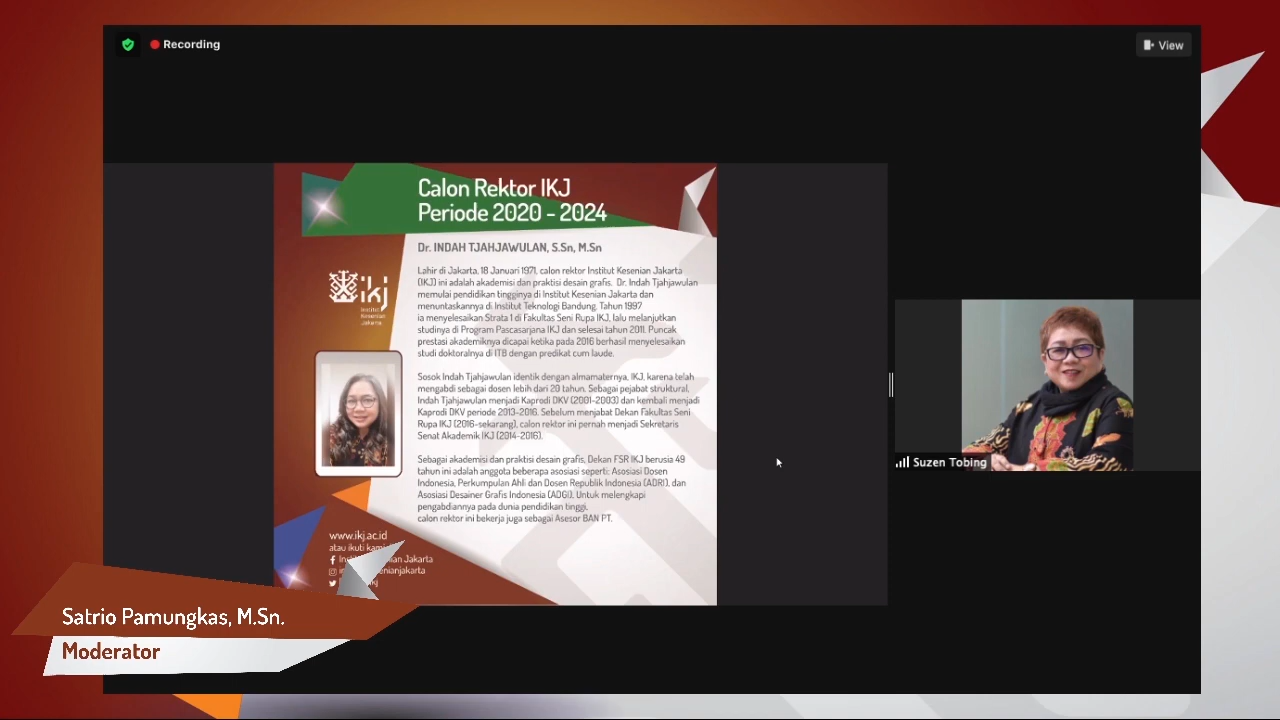 Recording
View
Calon Rektor IKJ
Periode 2020 - 2024
Dr. INDAH TJAHJAWULAN, S.Sn, M.Sn
Lahir di Jakarta, 18 Januari 1971, calon rektor Institut Kesenian Jakarta
(IKJ) ini adalah akademisi dan praktisi desain grafis. Dr. Indah Tjahjawulan
memulai pendidikan tingginya di Institut Kesenian Jakarta dan
menuntaskannya di Institut Teknologi Bandung. Tahun 1997
ia menyelesaikan Strata 1 di Fakultas Seni Rupa IKJ, lalu melanjutkan
studinya di Program Pascasarjana IKJ dan selesai tahun 2011. Puncak
prestasi akademiknya dicapai ketika pada 2016 berhasil menyelesaikan
studi doktoralnya di ITB dengan predikat cum laude.
Sosok Indah Tjahjawulan identik dengan almamaternya, IKJ, karena telah
mengabdi sebagai dosen lebih dari 20 tahun. Sebagai pejabat struktural,
Indah Tjahjawulan menjadi Kaprodi DKV (2001-2003) dan kembali menjadi
Kaprodi DKV periode 2013-2016. Sebelum menjabat Dekan Fakultas Seni
Rupa IKJ (2016-sekarang), calon rektor ini pernah menjadi Sekretaris
Senat Akademik IKJ (2014-2016).
Sebagai akademisi dan praktisi desain grafis, Dekan FSR IKJ berusia 49
tahun ini adalah anggota beberapa asosiasi seperti: Asosiasi Dosen
Indonesia, Perkumpulan Ahli dan Dosen Republik Indonesia (ADRI), dan
Asosiasi Desainer Grafis Indonesia (ADGI). Untuk melengkapi
pengabdiannya pada dunia pendidikan tinggi,
calon rektor ini bekerja juga sebagai Asesor BAN PT.
ikj
Institut
Kesenian
Jakarta
www.ikj.ac.id
atau ikuti kami
Jakarta
Suzen Tobing
Satrio Pamungkas, M.Sn.
Moderator